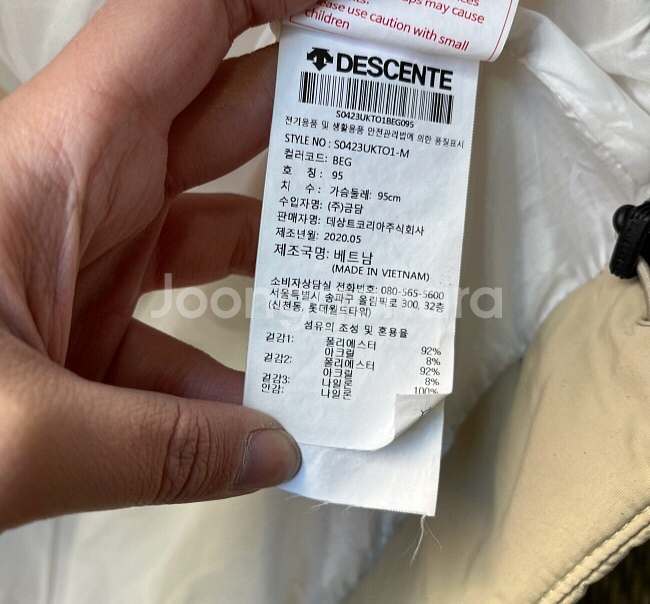 ps may cause
ease use caution with small
children
DESCENTE
S0423UKTO1BEG095
전기용품 및 생활용품 안전관리법에 의한 품질표시
STYLE NO : S0423UKTO1-M
컬러코드: BEG
호 칭: 95
치 수: 가슴둘레: 95cm
수입자명: (주)금담
판매자명: 데상트코리아주식회사
제조년월: 2020.05
제조국명: 베트남
(MADE IN VIETNAM)
소비자상담실 전화번호: 080-565-5600
서울특별시 송파구 올림픽로 300, 32층
(신천동, 롯데월드타워)
섬유의 조성 및 혼용율
겉감1: 폴리에스터 92%
아크릴 8%
겉감2: 폴리에스터 92%
아크릴 8%
겉감3: 나일론 100%
안감: 나일론
Joonggonara